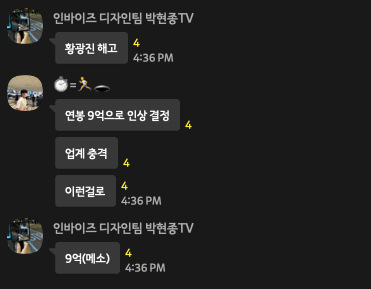 인바이즈 디자인팀 박현종TV
황광진 해고
4
4:36 PM
⏱️=🏃🕳️
연봉 9억으로 인상 결정
4
업계 충격
4
이런걸로
4
4:36 PM
인바이즈 디자인팀 박현종TV
9억(메소)
4
4:36 PM